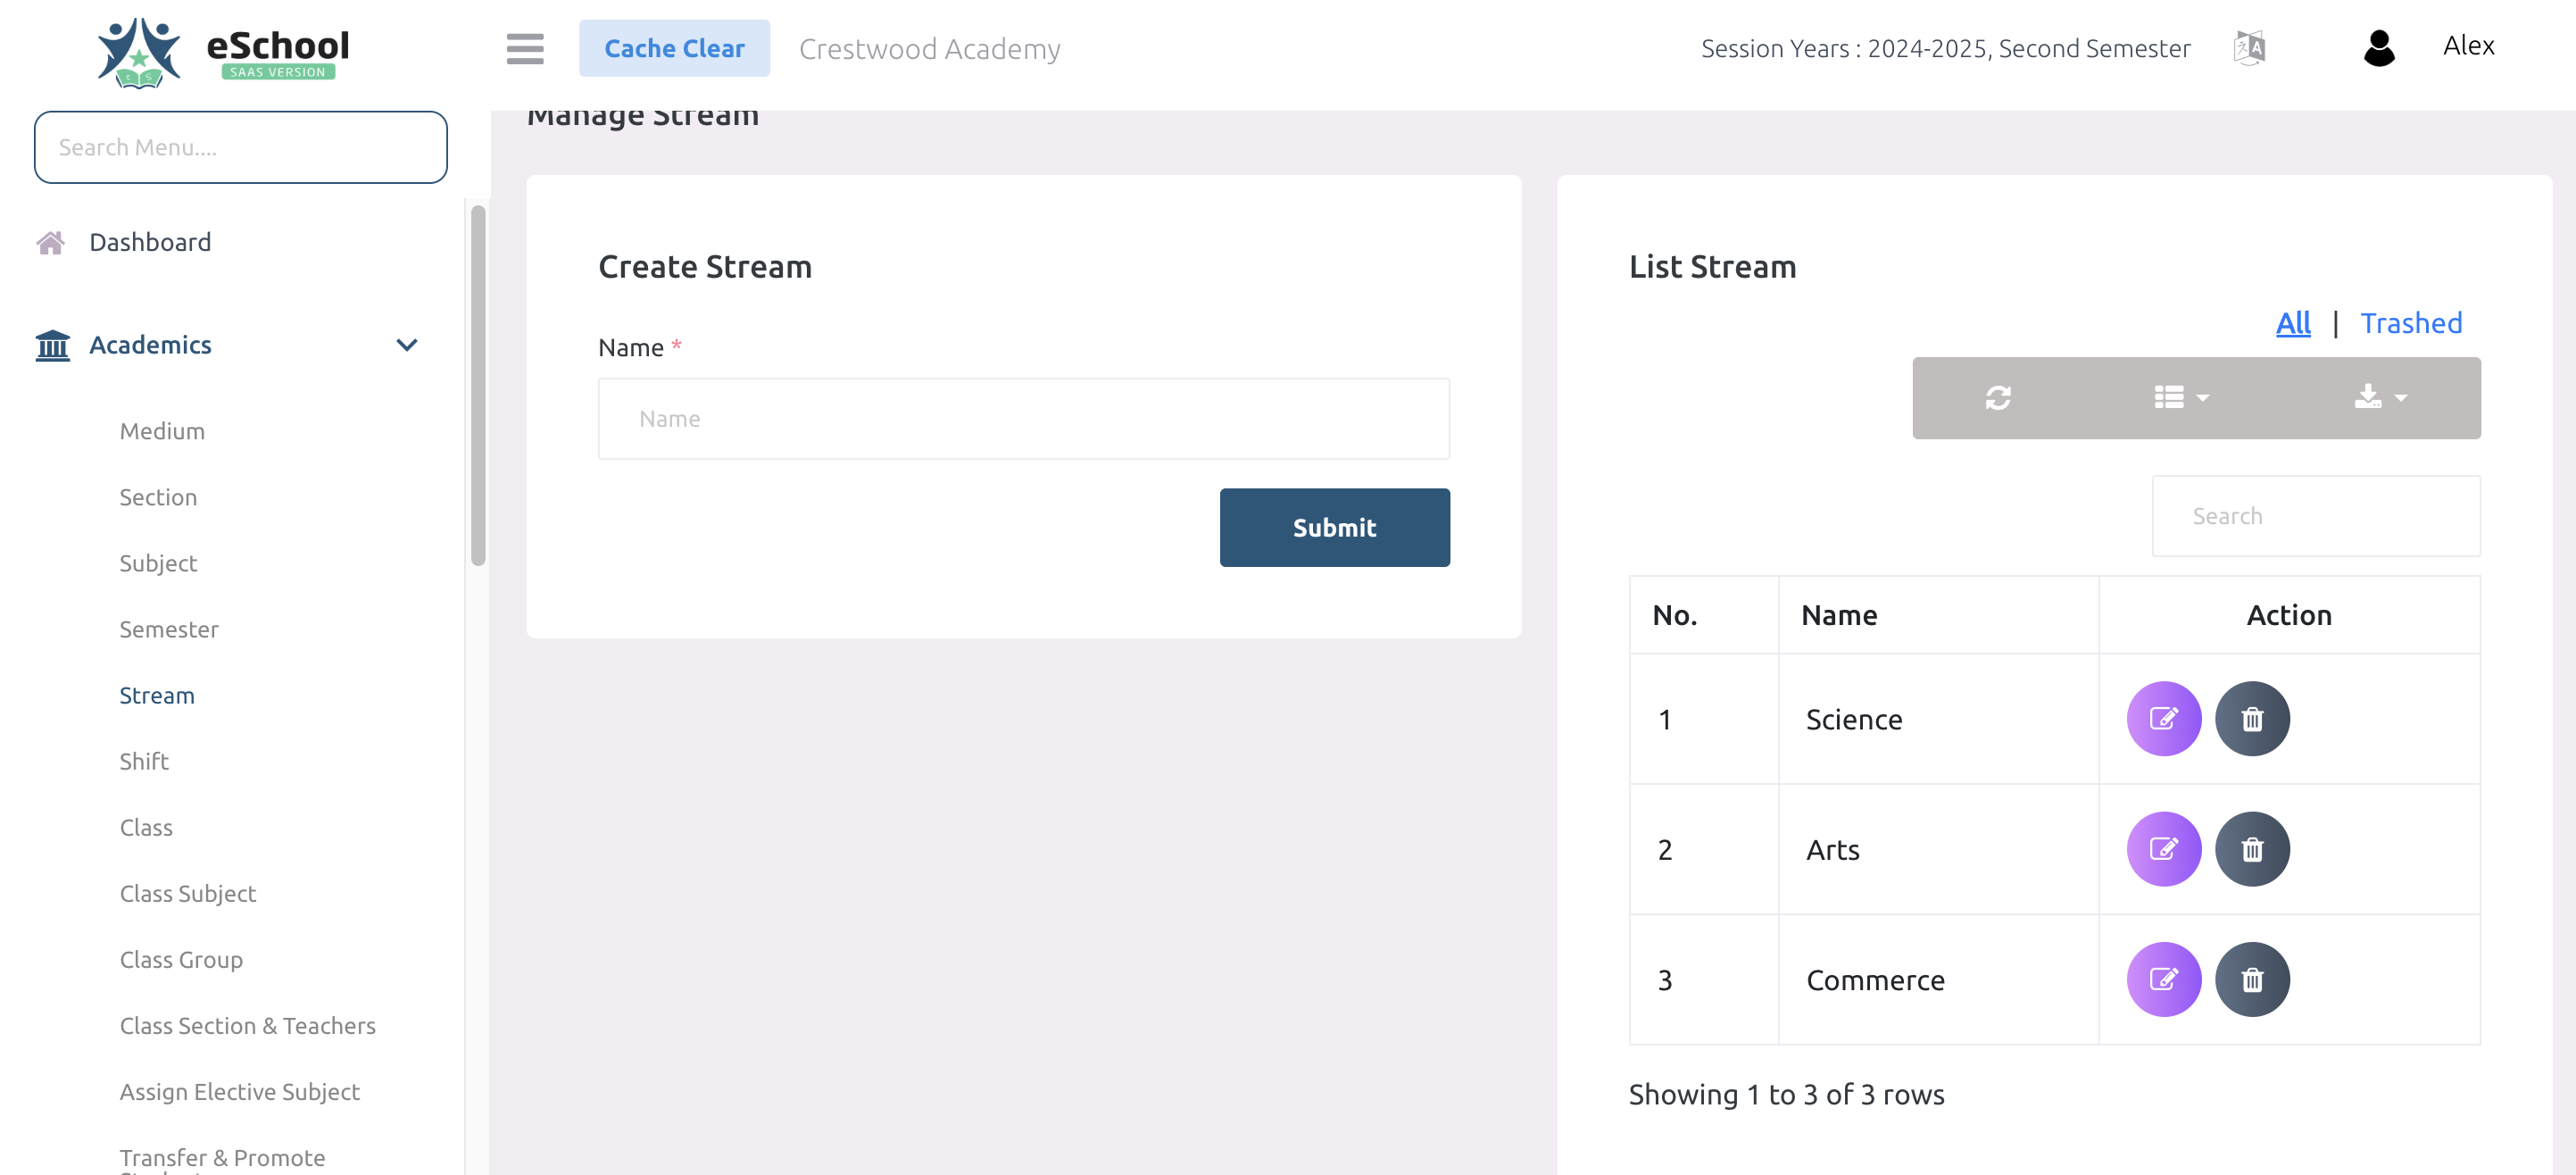 eSchool
SAAS VERSION
Cache Clear
Crestwood Academy
Session Years : 2024-2025, Second Semester
Alex
Search Menu....
Dashboard
Academics
Medium
Section
Subject
Semester
Stream
Shift
Class
Class Subject
Class Group
Class Section & Teachers
Assign Elective Subject
Transfer & Promote
Manage Stream
Create Stream
Name *
Name
Submit
List Stream
All | Trashed
Search
No. Name Action
1 Science
2 Arts
3 Commerce
Showing 1 to 3 of 3 rows